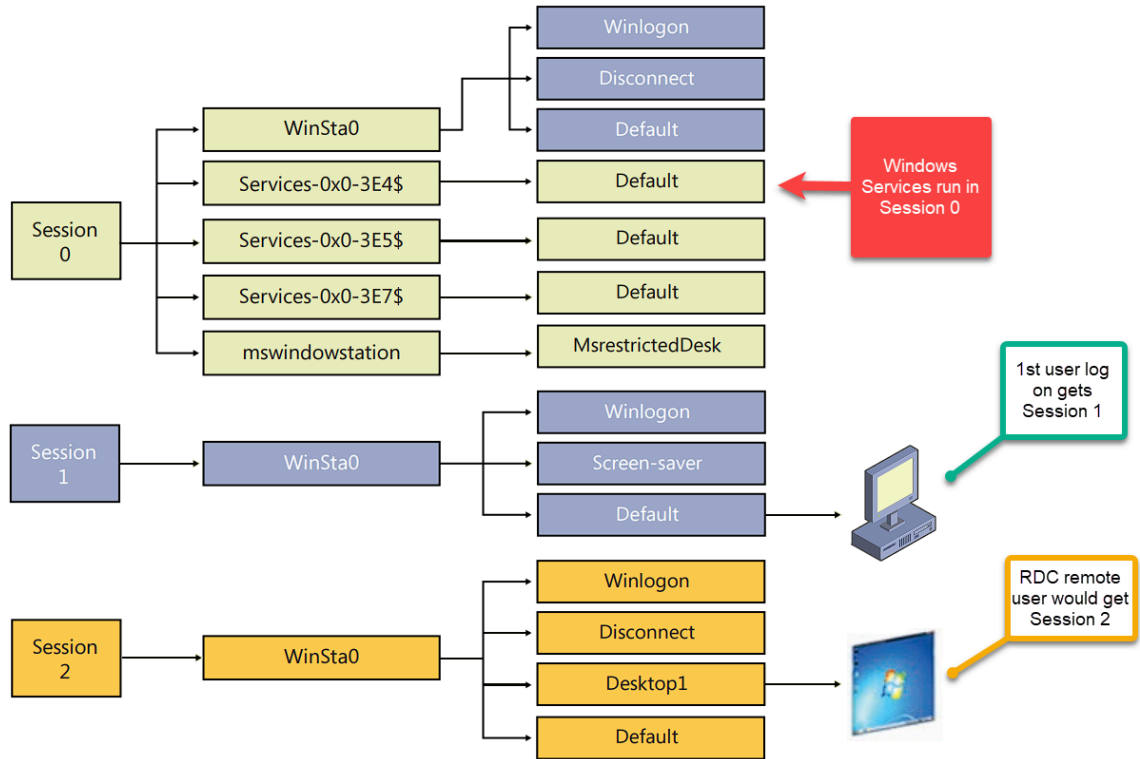 Session
0
WinSta0
Services-0x0-3E4$
Services-0x0-3E5$
Services-0x0-3E7$
mswindowstation
Winlogon
Disconnect
Default
Default
Default
Default
MsrestrictedDesk
Windows
Services run in
Session 0
Session
1
WinSta0
Winlogon
Screen-saver
Default
1st user log
on gets
Session 1
Session
2
WinSta0
Winlogon
Disconnect
Desktop1
Default
RDC remote
user would get
Session 2